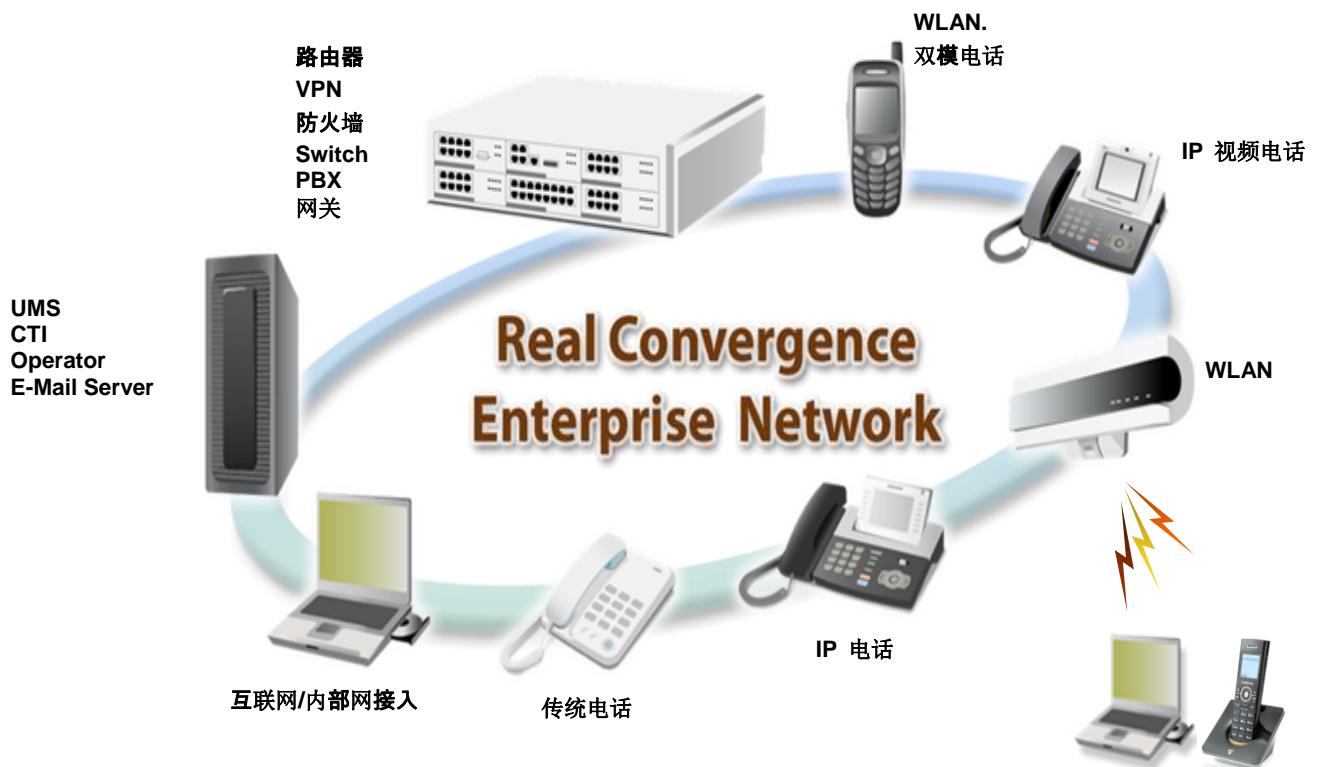 WLAN.
双模电话
路由器
VPN
防火墙
Switch
PBX
网关
IP 视频电话
UMS
CTI
Operator
E-Mail Server
Real Convergence
Enterprise Network
WLAN
IP 电话
互联网/内部网接入
传统电话